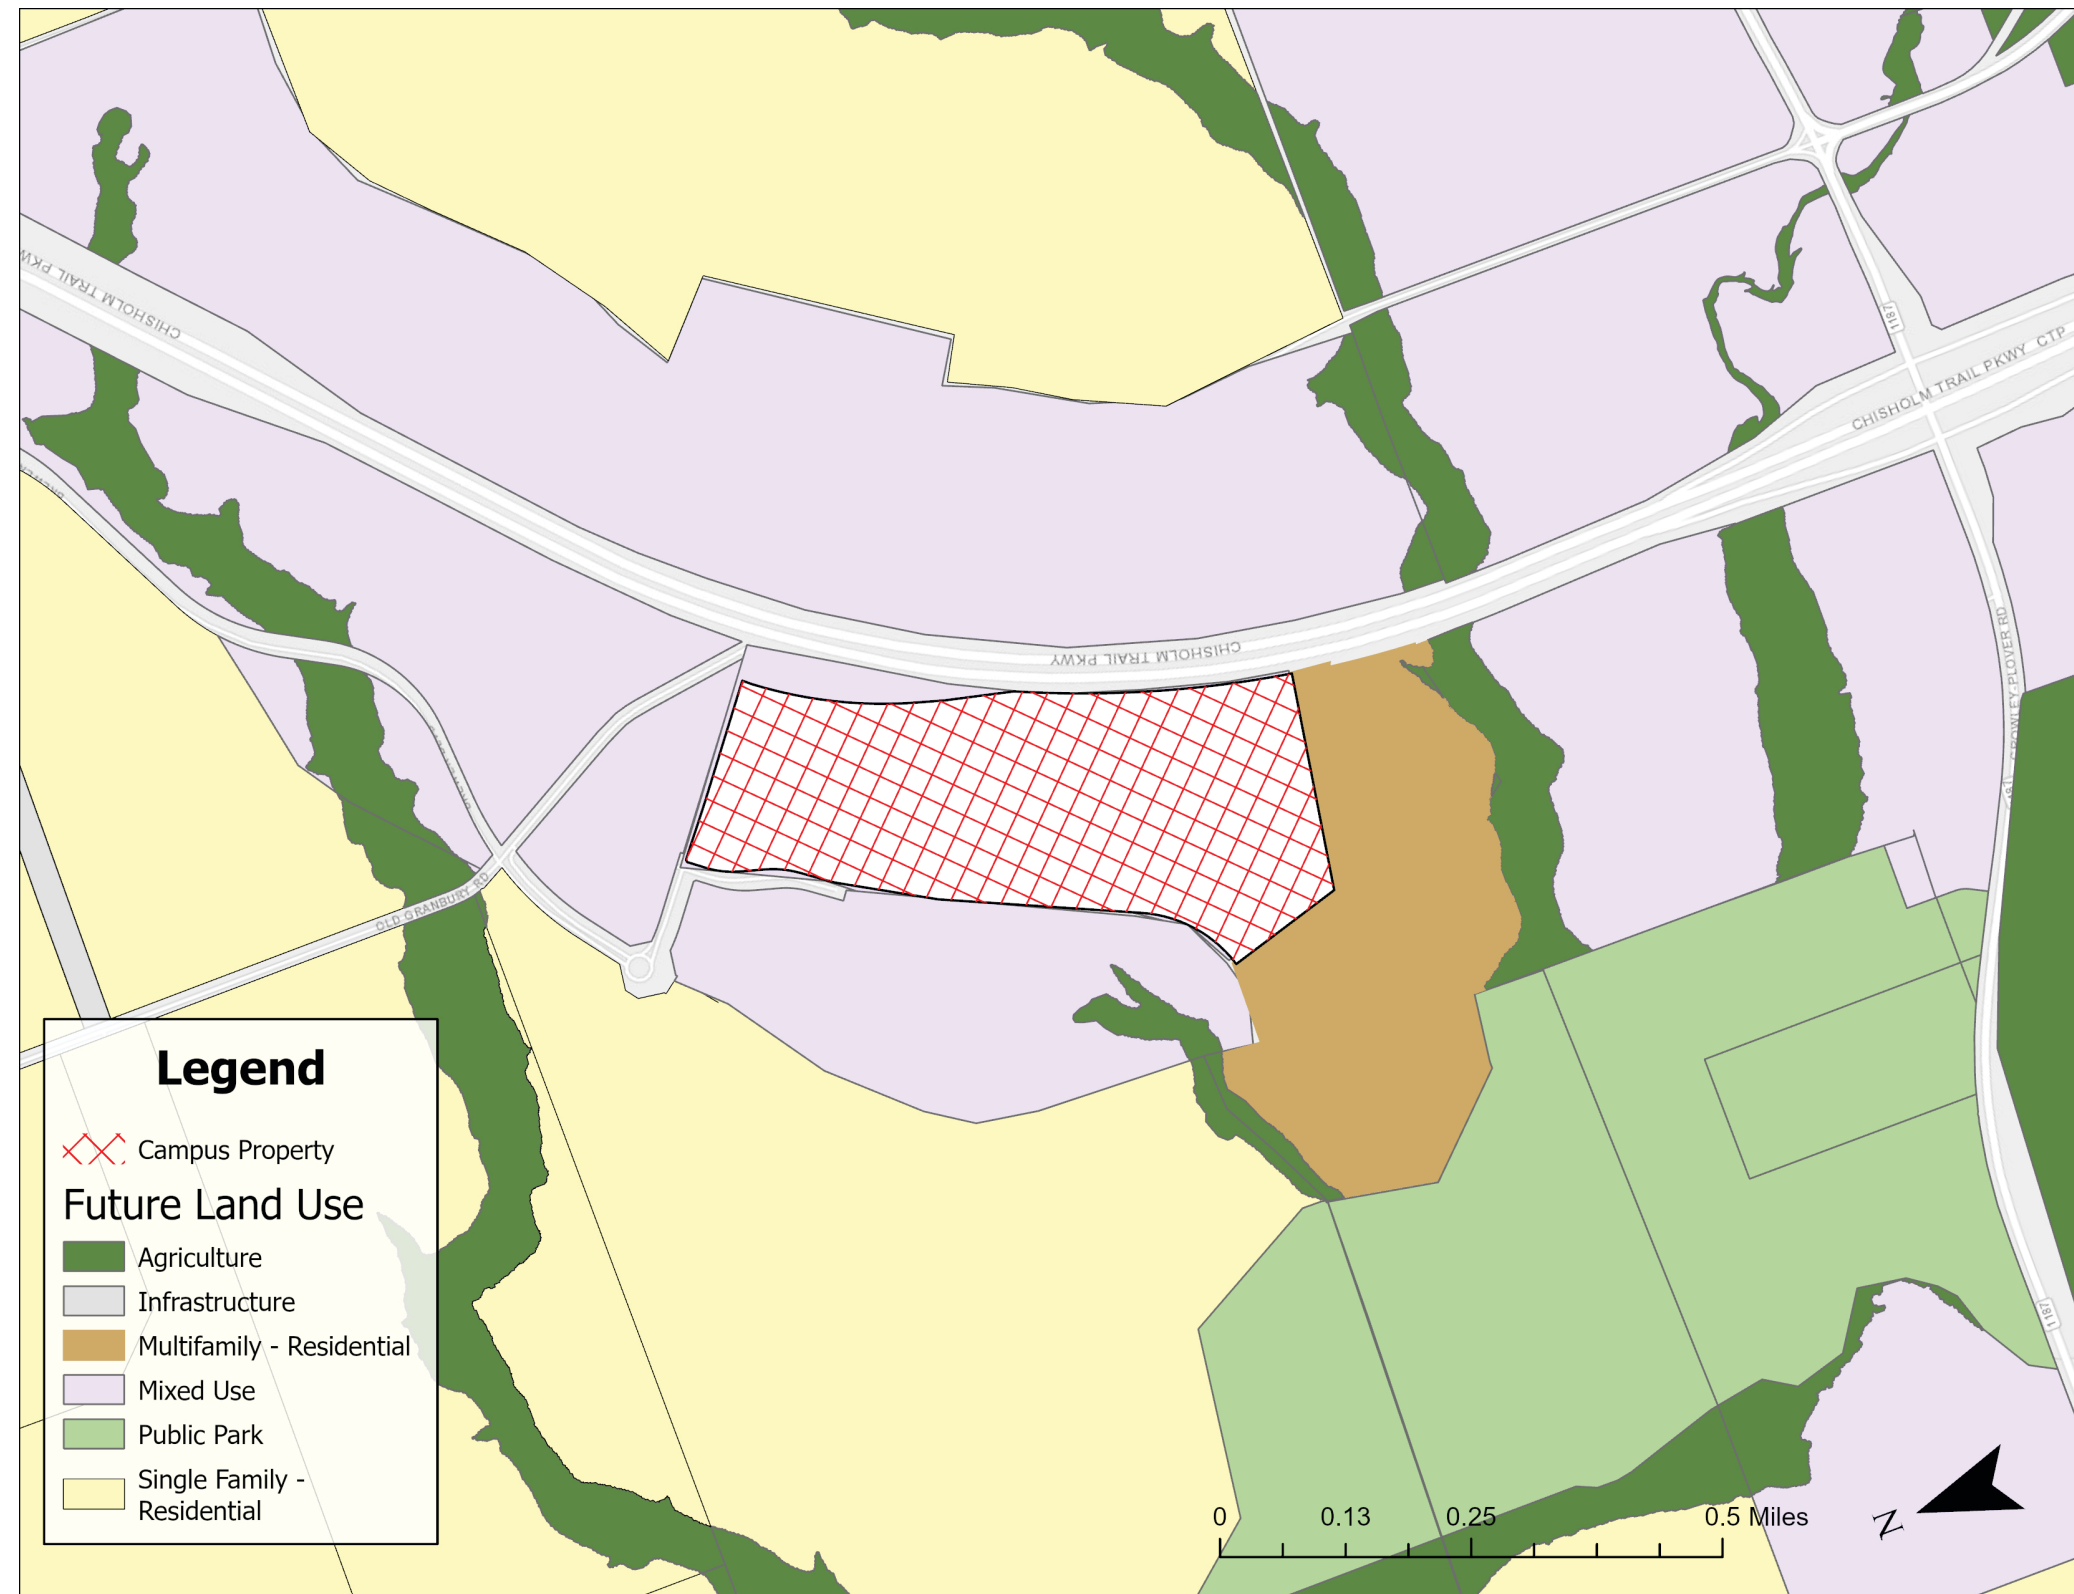 CHISHOLM TRAIL PKW
1187
CHISHOLM TRAIL PKWY CTP
CHISHOLM TRAIL PKWY
CROWLEY-PLOVER RD
OLD GRANBURY RD
1187
Legend
Campus Property
Future Land Use
Agriculture
Infrastructure
Multifamily - Residential
Mixed Use
Public Park
Single Family -
Residential
0 0.13 0.25 0.5 Miles
N